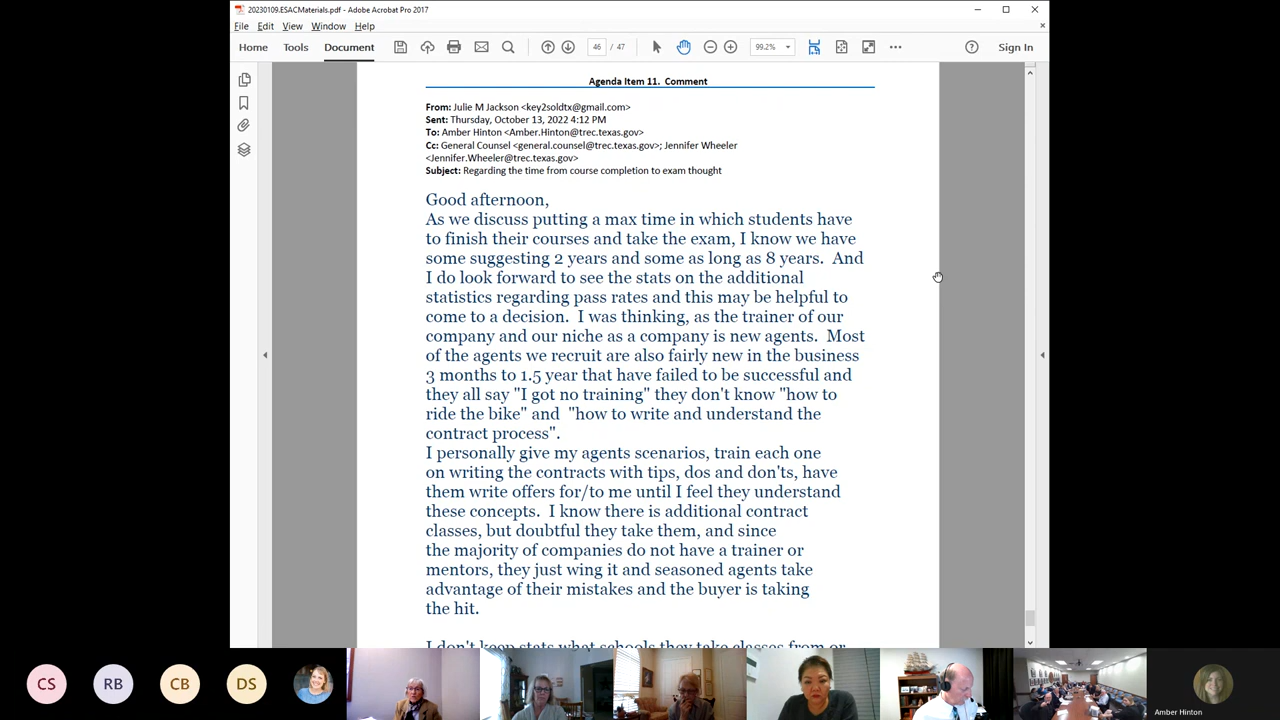 20230109.ESACMaterials.pdf - Adobe Acrobat Pro 2017
File Edit View Window Help
Home Tools Document 46 / 47 99.2% Sign In
Agenda Item 11. Comment
From: Julie M Jackson <key2soldtx@gmail.com>
Sent: Thursday, October 13, 2022 4:12 PM
To: Amber Hinton <Amber.Hinton@trec.texas.gov>
Cc: General Counsel <general.counsel@trec.texas.gov>; Jennifer Wheeler
<Jennifer.Wheeler@trec.texas.gov>
Subject: Regarding the time from course completion to exam thought
Good afternoon,
As we discuss putting a max time in which students have
to finish their courses and take the exam, I know we have
some suggesting 2 years and some as long as 8 years.  And
I do look forward to see the stats on the additional
statistics regarding pass rates and this may be helpful to
come to a decision.  I was thinking, as the trainer of our
company and our niche as a company is new agents.  Most
of the agents we recruit are also fairly new in the business
3 months to 1.5 year that have failed to be successful and
they all say "I got no training" they don't know "how to
ride the bike" and  "how to write and understand the
contract process".
I personally give my agents scenarios, train each one
on writing the contracts with tips, dos and don'ts, have
them write offers for/to me until I feel they understand
these concepts.  I know there is additional contract
classes, but doubtful they take them, and since
the majority of companies do not have a trainer or
mentors, they just wing it and seasoned agents take
advantage of their mistakes and the buyer is taking
the hit.
I don't keep stats what schools they take classes from or
CS RB CB DS
Amber Hinton